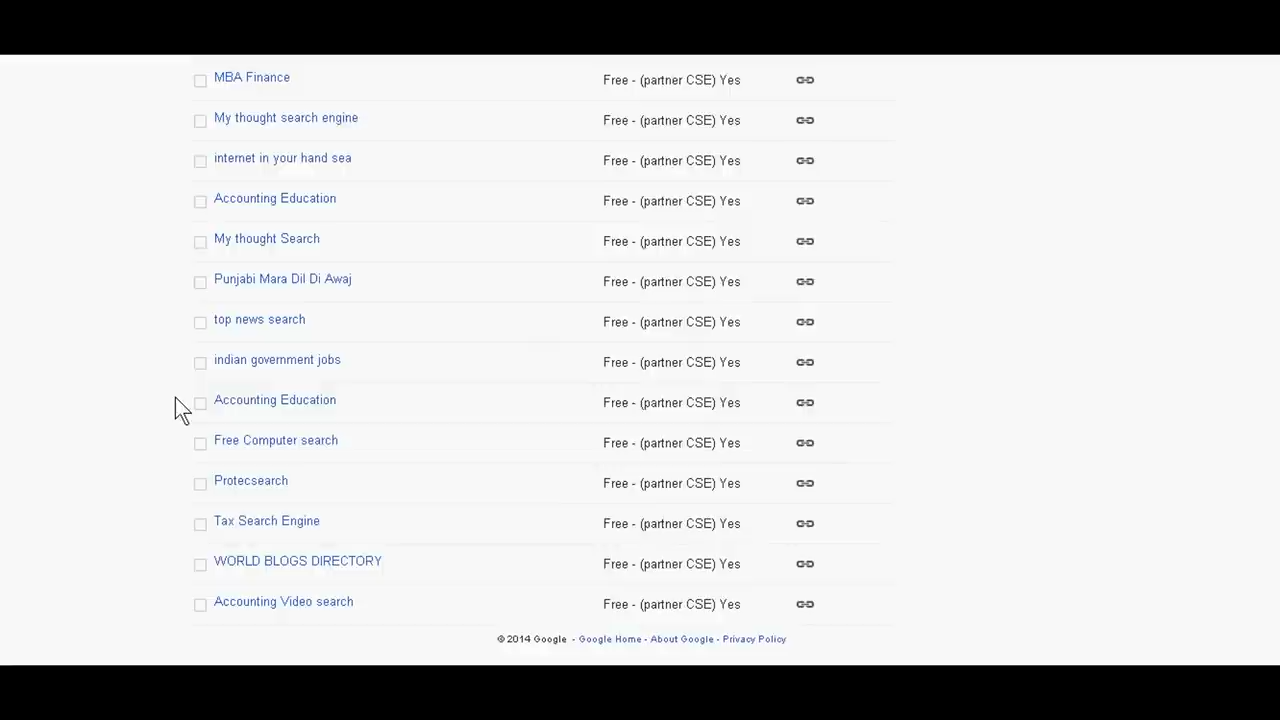 MBA Finance Free - (partner CSE) Yes
My thought search engine Free - (partner CSE) Yes
internet in your hand sea Free - (partner CSE) Yes
Accounting Education Free - (partner CSE) Yes
My thought Search Free - (partner CSE) Yes
Punjabi Mara Dil Di Awaj Free - (partner CSE) Yes
top news search Free - (partner CSE) Yes
indian government jobs Free - (partner CSE) Yes
Accounting Education Free - (partner CSE) Yes
Free Computer search Free - (partner CSE) Yes
Protecsearch Free - (partner CSE) Yes
Tax Search Engine Free - (partner CSE) Yes
WORLD BLOGS DIRECTORY Free - (partner CSE) Yes
Accounting Video search Free - (partner CSE) Yes
© 2014 Google - Google Home - About Google - Privacy Policy